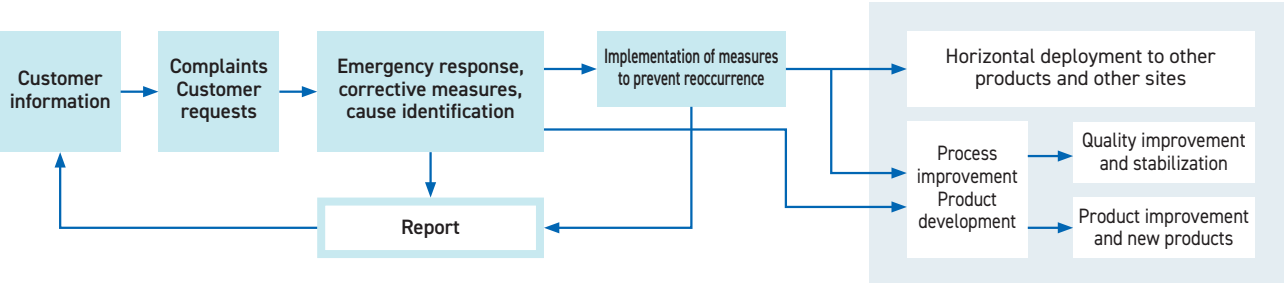 Customer
information
Complaints
Customer
requests
Emergency response,
corrective measures,
cause identification
Implementation of measures
to prevent reoccurrence
Horizontal deployment to other
products and other sites
Process
improvement
Product
development
Quality improvement
and stabilization
Product improvement
and new products
Report